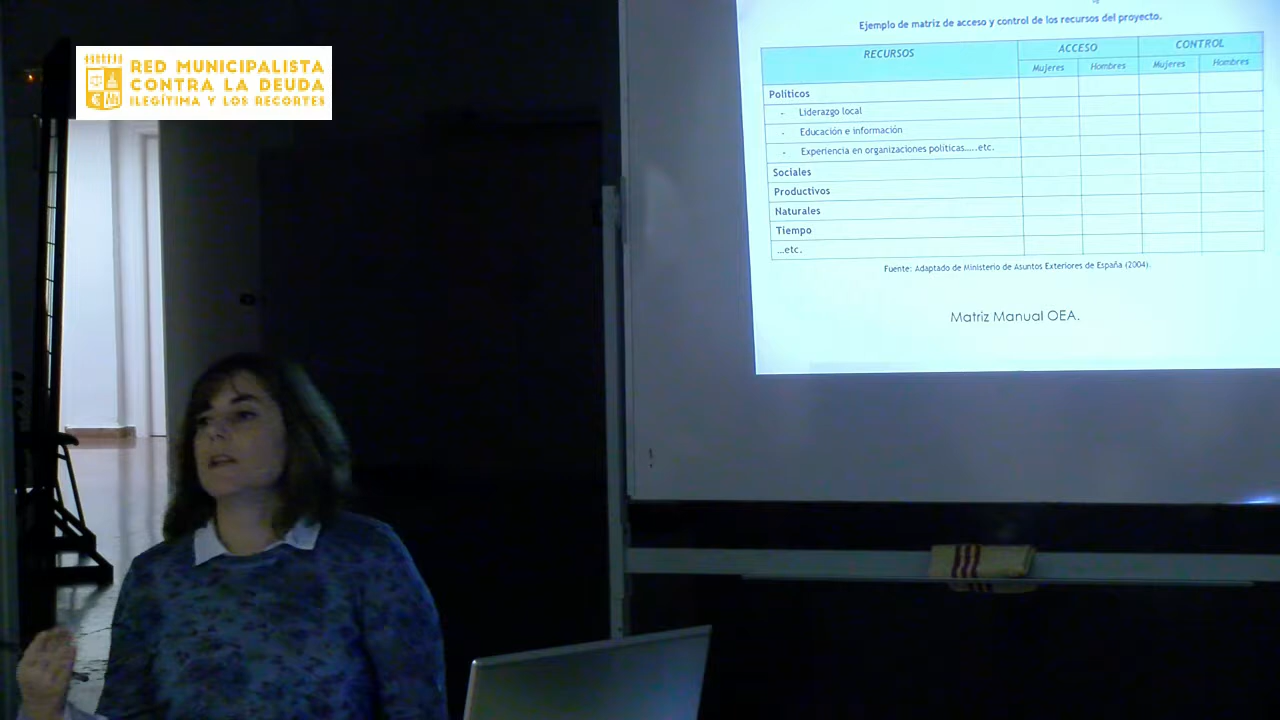 RED MUNICIPALISTA
CONTRA LA DEUDA
ILEGÍTIMA Y LOS RECORTES
Ejemplo de matriz de acceso y control de los recursos del proyecto.
RECURSOS
ACCESO
CONTROL
Mujeres
Hombres
Mujeres
Hombres
Políticos
- Liderazgo local
- Educación e información
- Experiencia en organizaciones políticas.....etc.
Sociales
Productivos
Naturales
Tiempo
...etc.
Fuente: Adaptado de Ministerio de Asuntos Exteriores de España (2004).
Matriz Manual OEA.